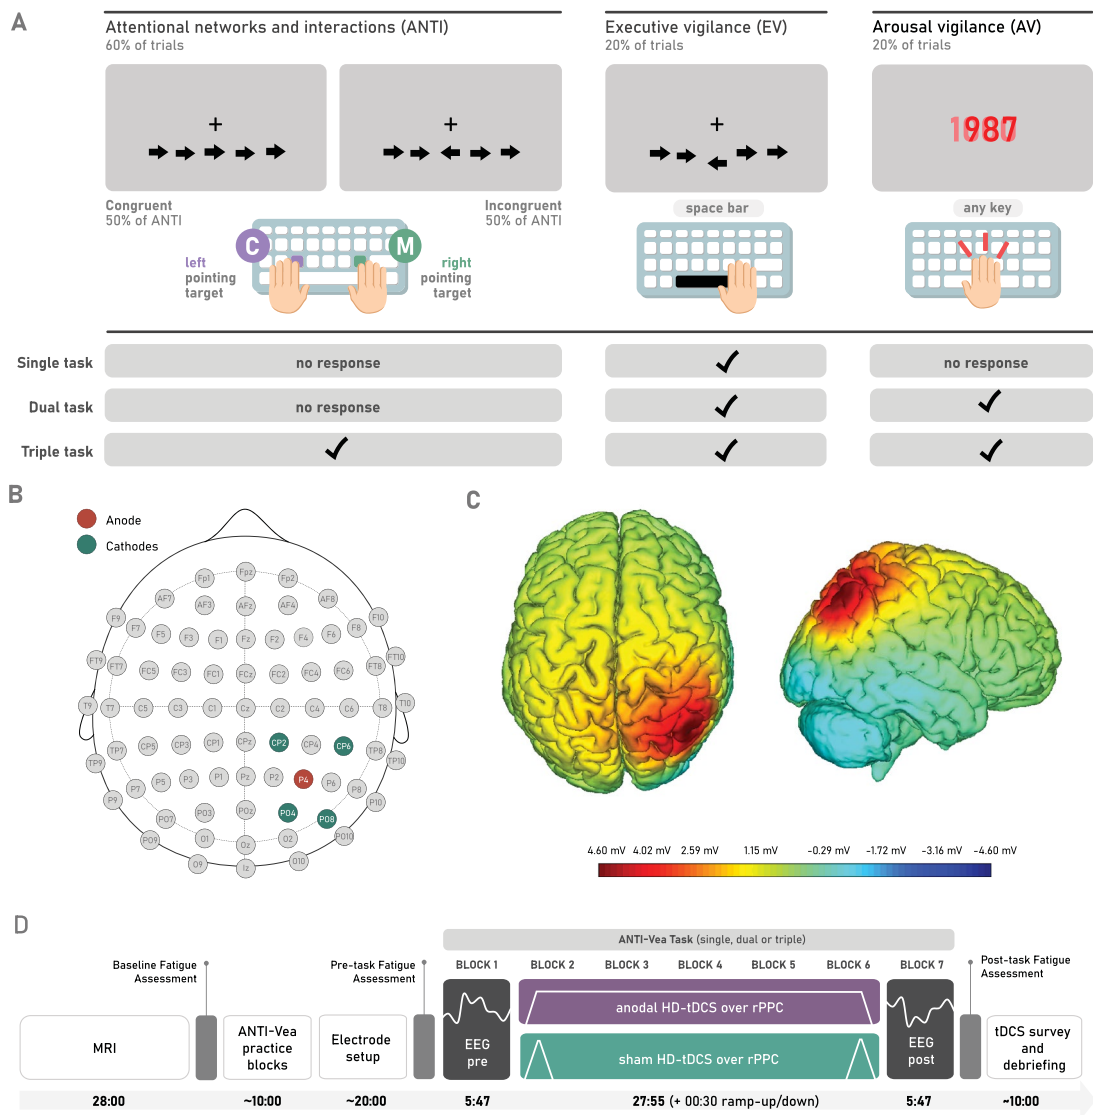 A
Attentional networks and interactions (ANTI)
60% of trials
Executive vigilance (EV)
20% of trials
Arousal vigilance (AV)
20% of trials
+
+
+
Congruent
50% of ANTI
Incongruent
50% of ANTI
C
M
left
pointing
target
right
pointing
target
space bar
any key
Single task
no response
no response
Dual task
no response
Triple task
B
Anode
Cathodes
Fpz
Fp1 Fp2
AF7 AF3 AFz AF4 AF8
F9 F7 F5 F3 F1 Fz F2 F4 F6 F8 F10
FT9 FT7 FC5 FC3 FC1 FCz FC2 FC4 FC6 FT8 FT10
T9 T7 C5 C3 C1 Cz C2 C4 C6 T8 T10
TP9 TP7 CP5 CP3 CP1 CPz CP2 CP4 CP6 TP8 TP10
P9 P7 P5 P3 P1 Pz P2 P4 P6 P8 P10
PO9 PO7 PO3 POz PO4 PO8 PO10
O9 O1 Oz O2 O10
Iz
C
4.60 mV 4.02 mV 2.59 mV 1.15 mV -0.29 mV -1.72 mV -3.16 mV -4.60 mV
D
ANTI-Vea Task (single, dual or triple)
Baseline Fatigue
Assessment
Pre-task Fatigue
Assessment
BLOCK 1 BLOCK 2 BLOCK 3 BLOCK 4 BLOCK 5 BLOCK 6 BLOCK 7
Post-task Fatigue
Assessment
MRI
ANTI-Vea
practice
blocks
Electrode
setup
EEG
pre
anodal HD-tDCS over rPPC
sham HD-tDCS over rPPC
EEG
post
tDCS survey
and
debriefing
28:00 ~10:00 ~20:00 5:47 27:55 (+ 00:30 ramp-up/down) 5:47 ~10:00